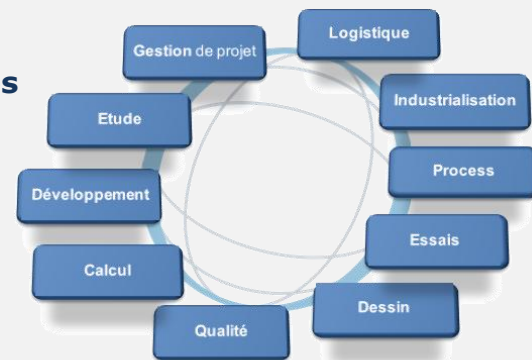 Logistique
Gestion de projet
s
Industrialisation
Etude
Process
Développement
Essais
Calcul
Dessin
Qualité